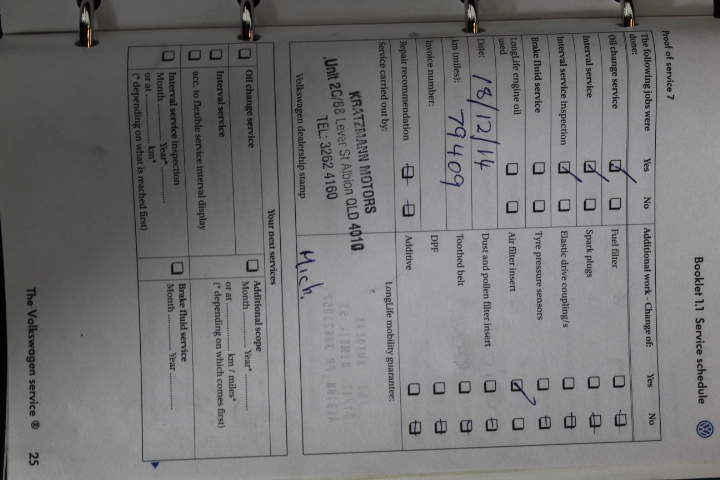 Booklet 1.1 Service schedule
Proof of service 7
The following jobs were done: Yes No
Oil change service
Interval service
Interval service inspection
Brake fluid service
LongLife engine oil used
Date: 18/12/14
km (miles): 79409
Invoice number:
Repair recommendation
Service carried out by:
KRATZMANN MOTORS
Unit 2C/88 Lever St Albion QLD 4010
TEL: 3262 4160
Volkswagen dealership stamp
Additional work - Change of: Yes No
Fuel filter
Spark plugs
Elastic drive coupling/s
Tyre pressure sensors
Air filter insert
Dust and pollen filter insert
Toothed belt
DPF
Additive
LongLife mobility guarantee:
Mich.
Your next services
Oil change service
Interval service
acc. to flexible service interval display
Interval service inspection
Month ............ Year* ............
or at ............ km*
(* depending on what is reached first)
Additional scope
Month ............ Year* ............
or at ............ km / miles*
(* depending on which comes first)
Brake fluid service
Month ............ Year ............
The Volkswagen service ® 25